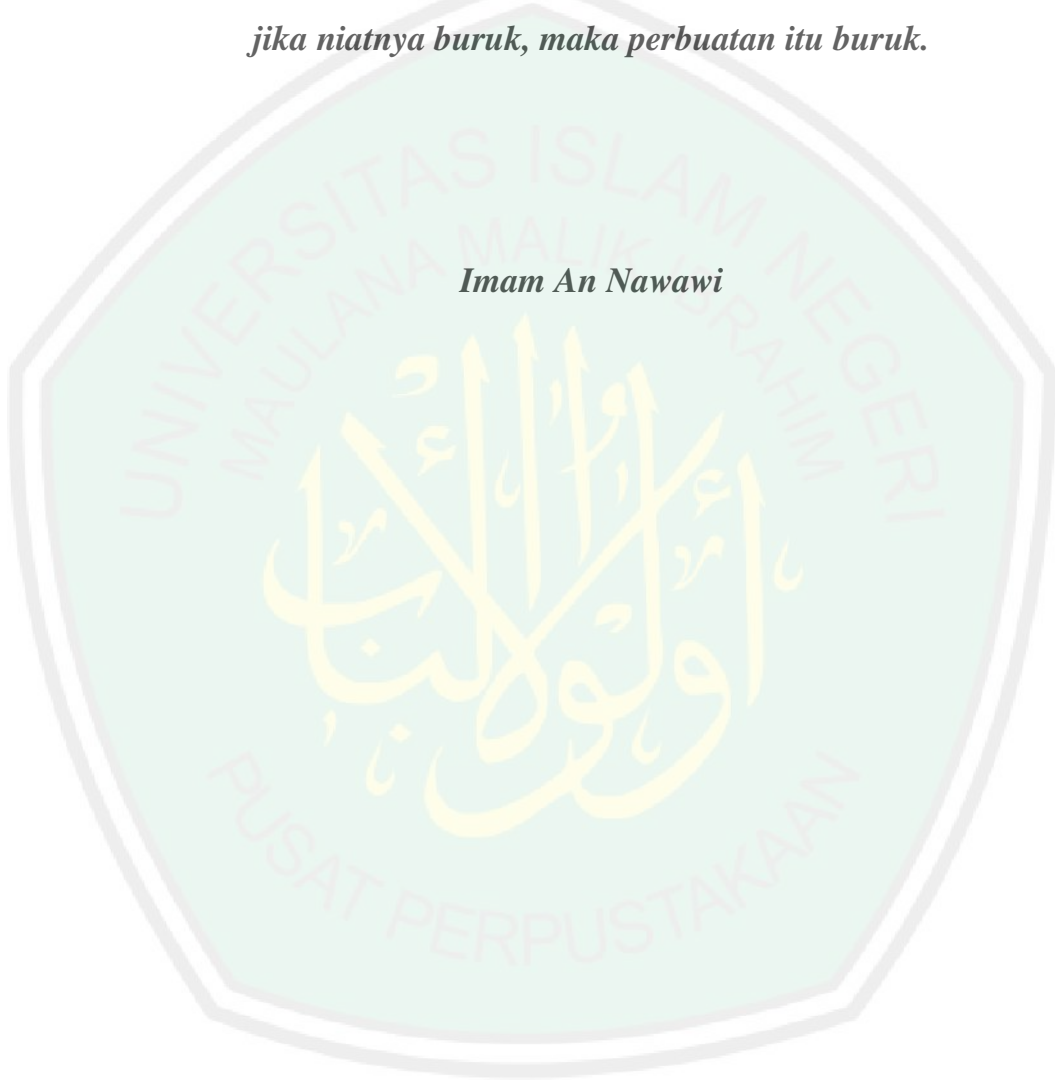 jika niatnya buruk, maka perbuatan itu buruk.
UNIVERSITAS ISLAM NEGERI
MAULANA MALIK IBRAHIM
Imam An Nawawi
أولوا الألباب
PUSAT PERPUSTAKAAN